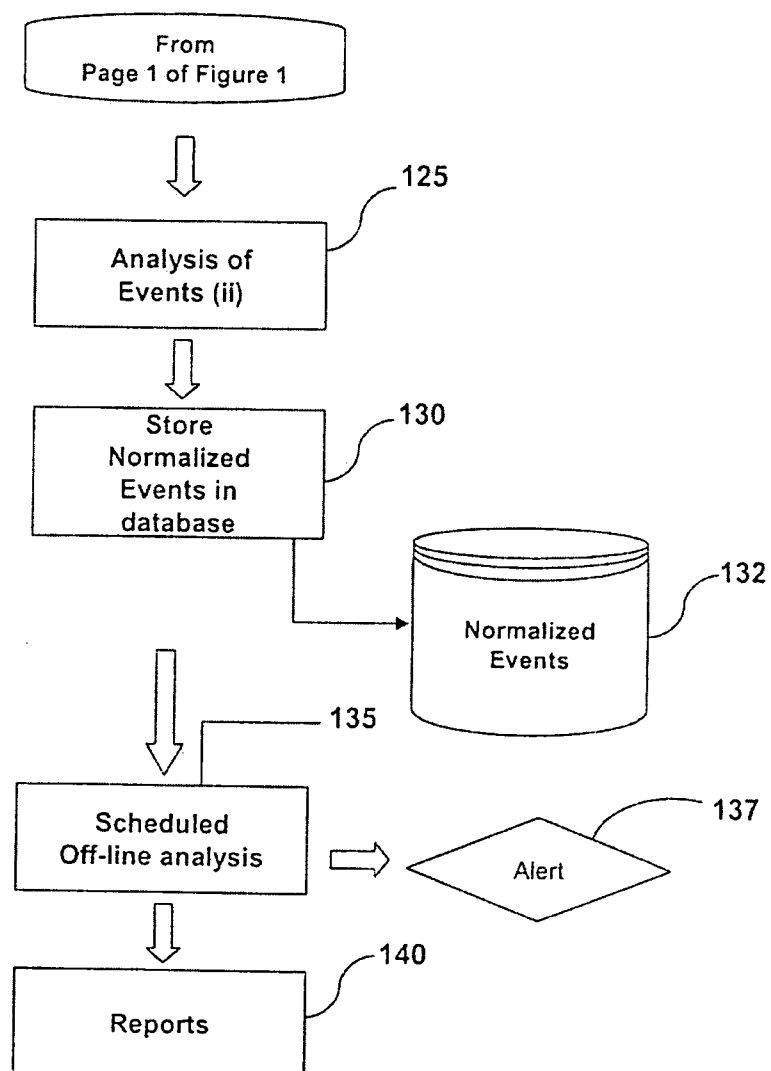 From
Page 1 of Figure 1
125
Analysis of
Events (ii)
130
Store
Normalized
Events in
database
132
Normalized
Events
135
Scheduled
Off-line analysis
137
Alert
140
Reports